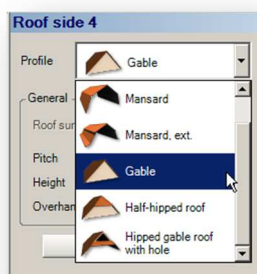 Roof side 4
Profile
Gable
General
Mansard
Roof sur
Mansard, ext.
Pitch
Gable
Height
Overhan
Half-hipped roof
Hipped gable roof
with hole